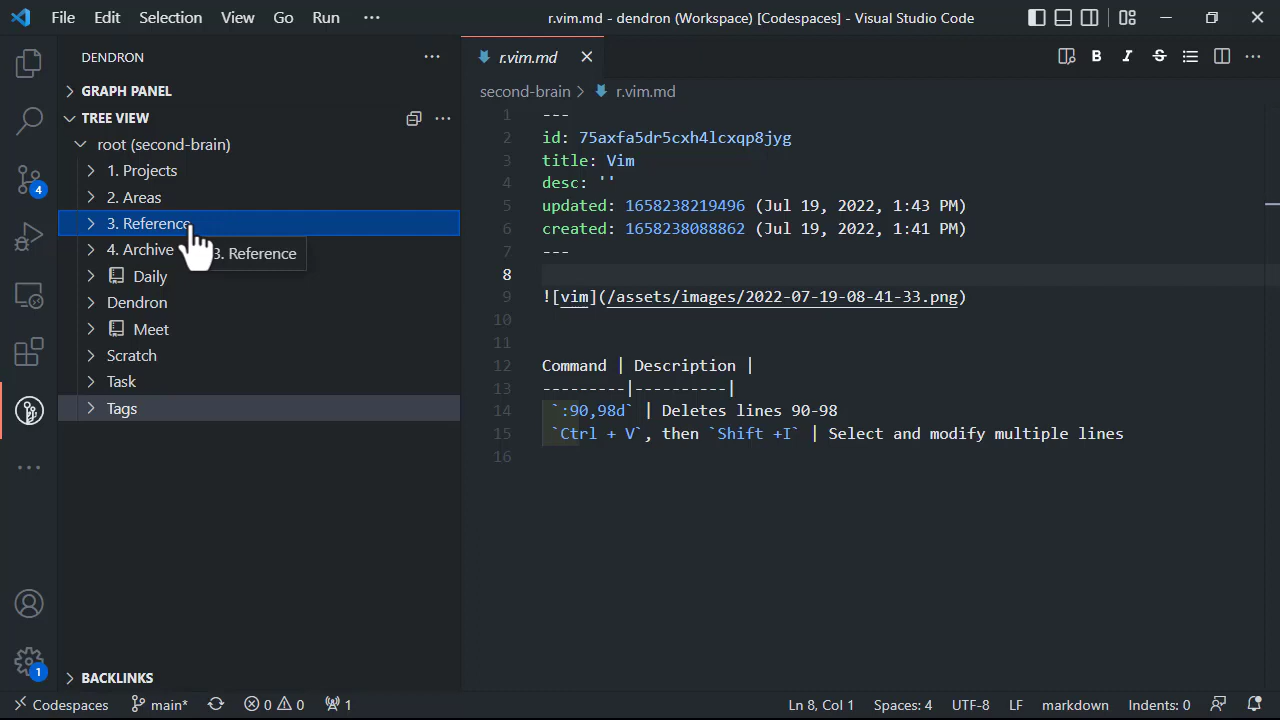 File Edit Selection View Go Run ··· r.vim.md - dendron (Workspace) [Codespaces] - Visual Studio Code
DENDRON ···
GRAPH PANEL
TREE VIEW ···
root (second-brain)
1. Projects
2. Areas
3. Reference
4. Archive
3. Reference
Daily
Dendron
Meet
Scratch
Task
Tags
BACKLINKS
4
1
r.vim.md
B I S ···
second-brain > r.vim.md
1 ---
2 id: 75axfa5dr5cxh4lcxqp8jyg
3 title: Vim
4 desc: ''
5 updated: 1658238219496 (Jul 19, 2022, 1:43 PM)
6 created: 1658238088862 (Jul 19, 2022, 1:41 PM)
7 ---
8
9 ![vim](/assets/images/2022-07-19-08-41-33.png)
10
11
12 Command | Description |
13 ---------|----------|
14 `:90,98d` | Deletes lines 90-98
15 `Ctrl + V`, then `Shift +I` | Select and modify multiple lines
16
Codespaces main* 0 0 1 Ln 8, Col 1 Spaces: 4 UTF-8 LF markdown Indents: 0